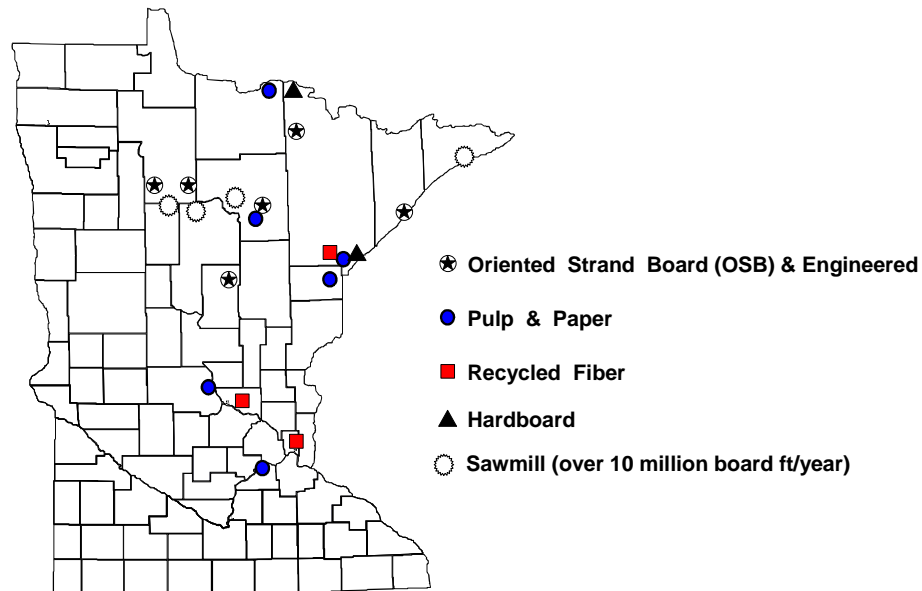 Oriented Strand Board (OSB) & Engineered
Pulp & Paper
Recycled Fiber
Hardboard
Sawmill (over 10 million board ft/year)